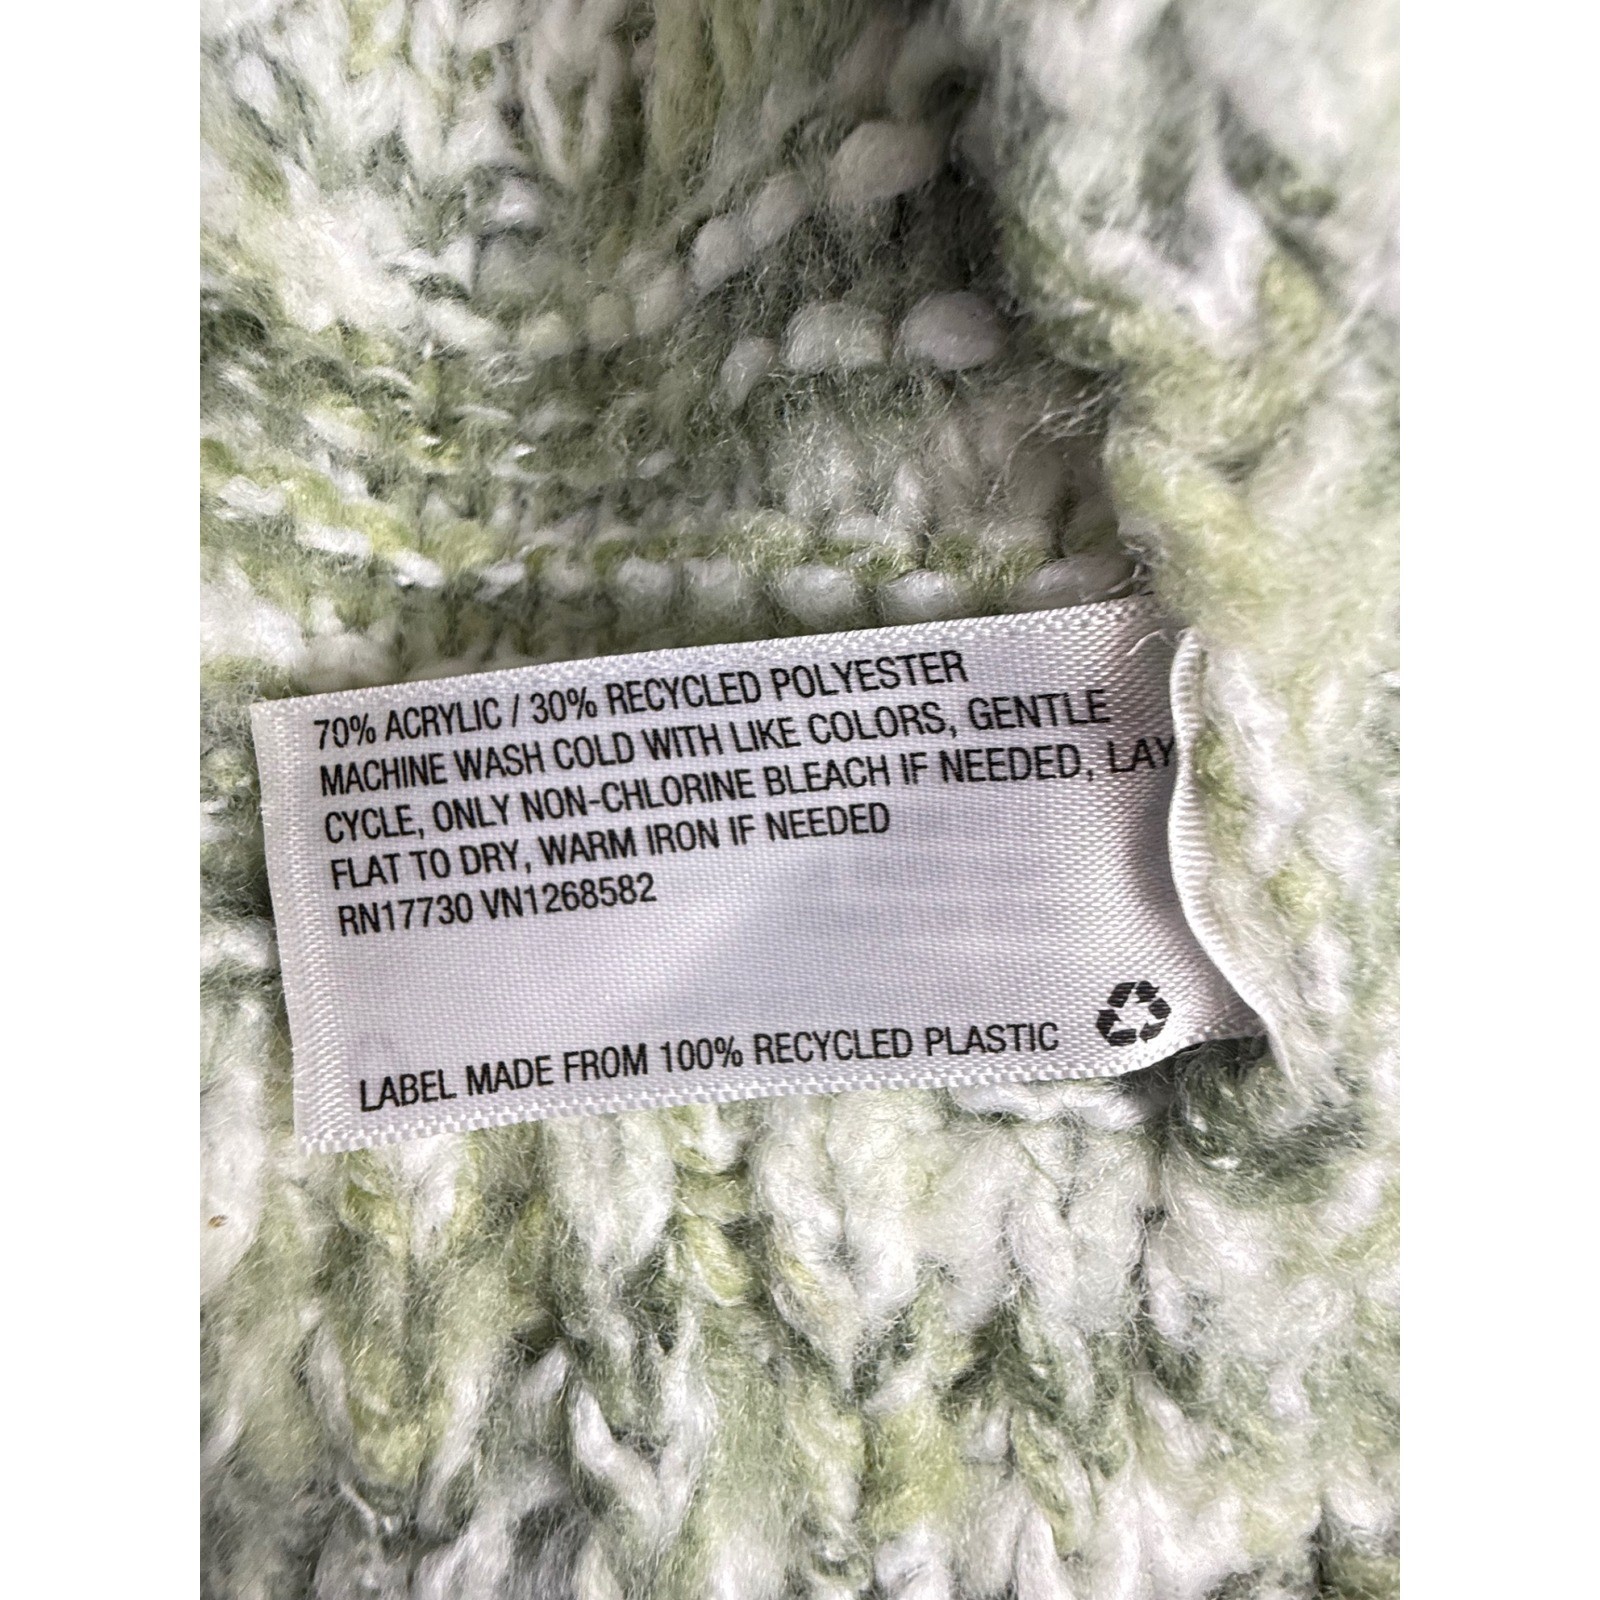 70% ACRYLIC / 30% RECYCLED POLYESTER
MACHINE WASH COLD WITH LIKE COLORS, GENTLE
CYCLE, ONLY NON-CHLORINE BLEACH IF NEEDED, LAY
FLAT TO DRY, WARM IRON IF NEEDED
RN17730 VN1268582
LABEL MADE FROM 100% RECYCLED PLASTIC